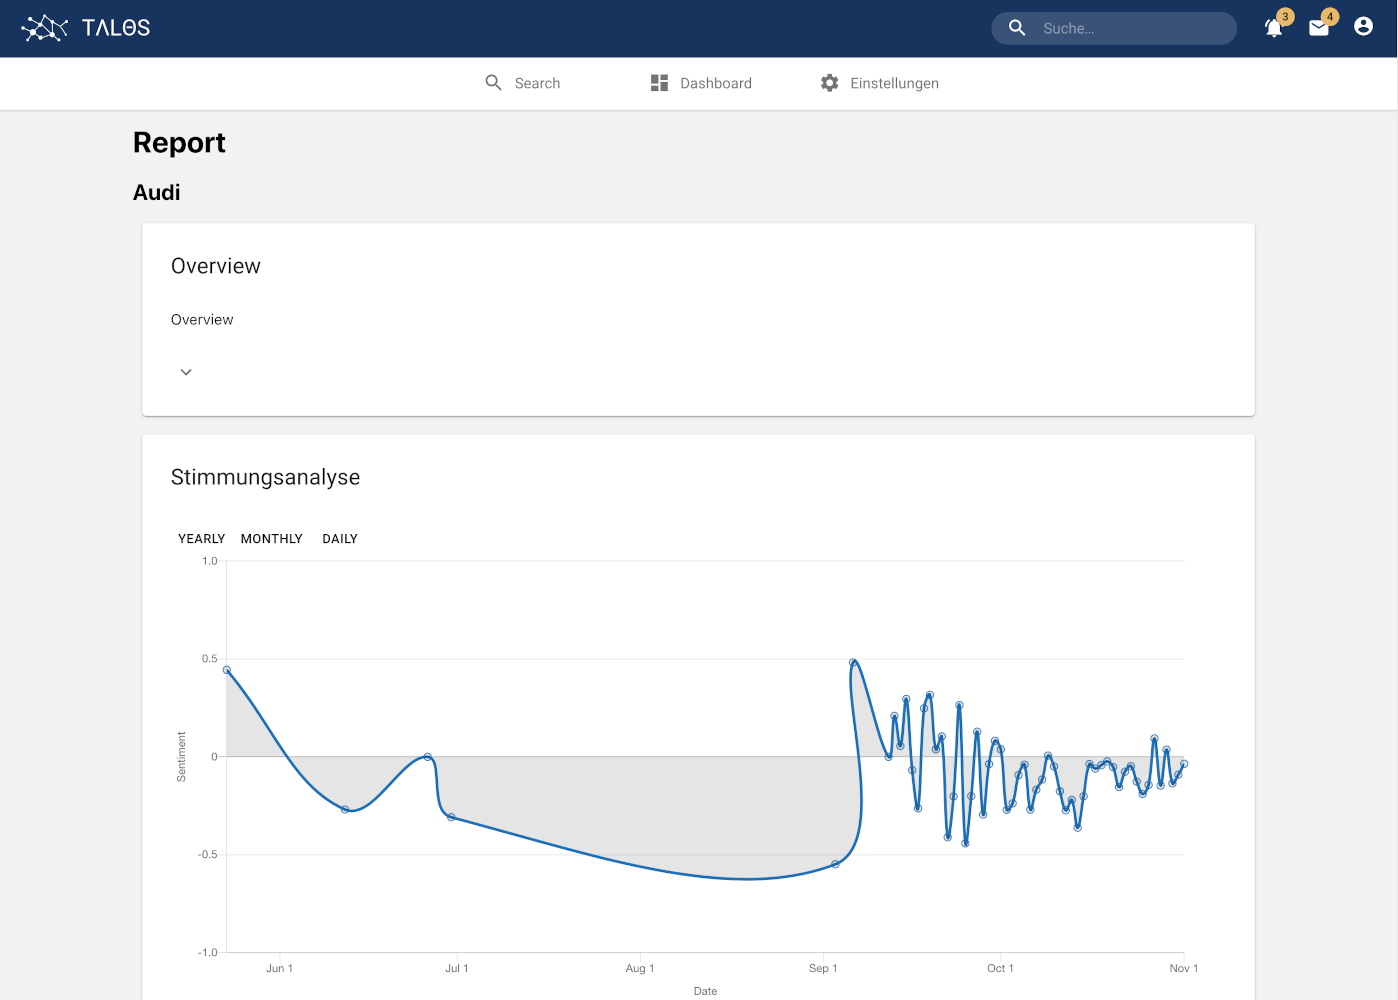 TALOS
Suche...
3
4
Search
Dashboard
Einstellungen
Report
Audi
Overview
Overview
Stimmungsanalyse
YEARLY MONTHLY DAILY
1.0
0.5
0
-0.5
-1.0
Sentiment
Jun 1
Jul 1
Aug 1
Sep 1
Oct 1
Nov 1
Date